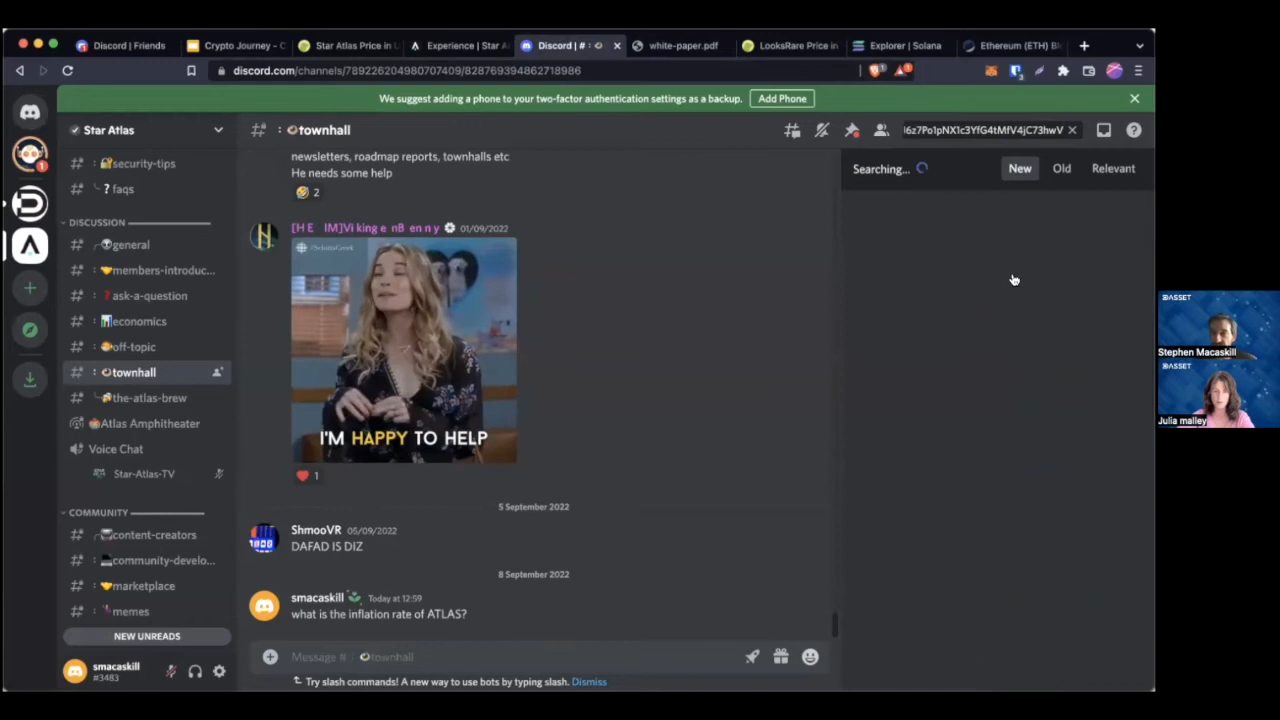 Discord | Friends
Crypto Journey - C
Star Atlas Price in U
Experience | Star A
Discord | # :
white-paper.pdf
LooksRare Price in
Explorer | Solana
Ethereum (ETH) Bl
discord.com/channels/789226204980707409/828769394862718986
We suggest adding a phone to your two-factor authentication settings as a backup.
Add Phone
Star Atlas
townhall
I6z7Po1pNX1c3YfG4tMfV4jC73hwV
security-tips
faqs
DISCUSSION
general
members-introduc...
ask-a-question
economics
off-topic
townhall
the-atlas-brew
Atlas Amphitheater
Voice Chat
Star-Atlas-TV
COMMUNITY
content-creators
community-develo...
marketplace
memes
NEW UNREADS
smacaskill
#3483
newsletters, roadmap reports, townhalls etc
He needs some help
2
[H E IM]Vi king e nB en n y 01/09/2022
I'M HAPPY TO HELP
1
5 September 2022
ShmooVR 05/09/2022
DAFAD IS DIZ
8 September 2022
smacaskill Today at 12:59
what is the inflation rate of ATLAS?
Message # : townhall
Try slash commands! A new way to use bots by typing slash. Dismiss
Searching...
New
Old
Relevant
DASSET
Stephen Macaskill
DASSET
Julia malley